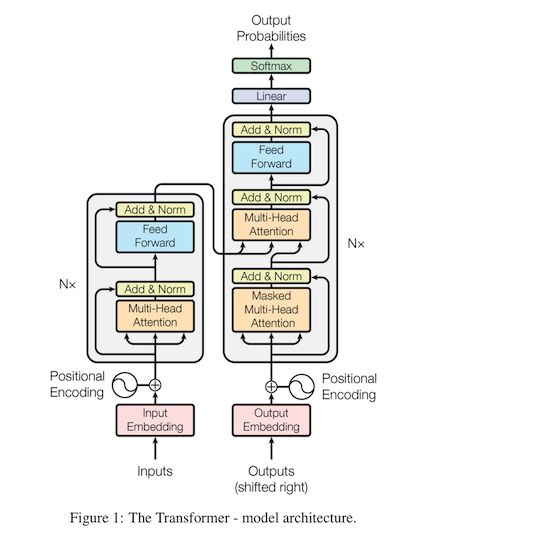 Output
Probabilities
Softmax
Linear
Add & Norm
Feed
Forward
Add & Norm
Multi-Head
Attention
Add & Norm
Masked
Multi-Head
Attention
N×
Add & Norm
Feed
Forward
Add & Norm
Multi-Head
Attention
N×
Positional
Encoding
Positional
Encoding
Input
Embedding
Output
Embedding
Inputs
Outputs
(shifted right)
Figure 1: The Transformer - model architecture.